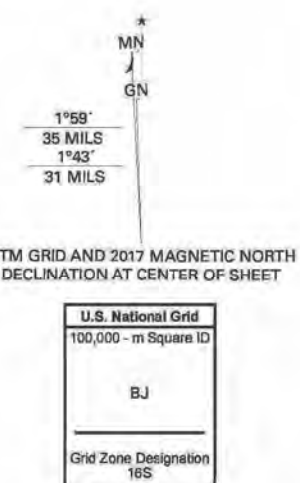 ★
MN
GN
1°59´
35 MILS
1°43´
31 MILS
TM GRID AND 2017 MAGNETIC NORTH
DECLINATION AT CENTER OF SHEET
U.S. National Grid
100,000 - m Square ID
BJ
Grid Zone Designation
16S